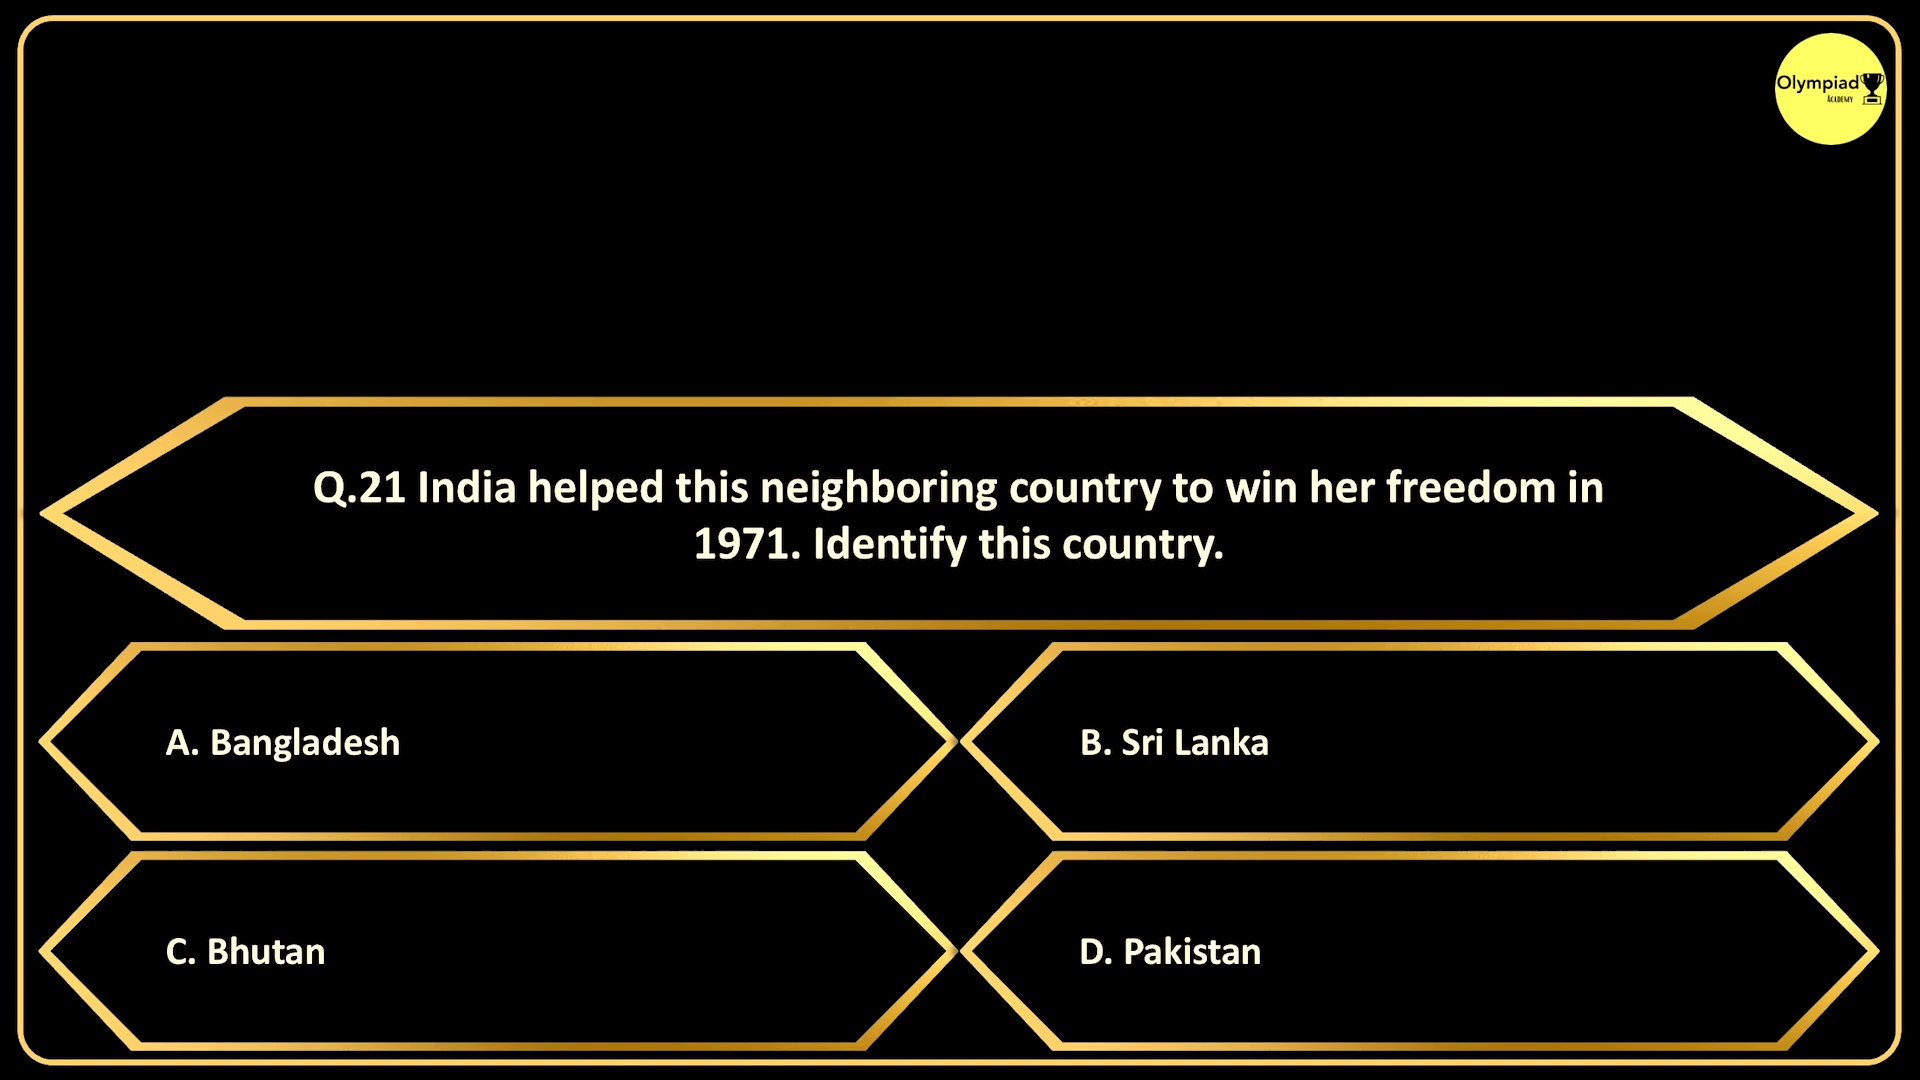 Olympiad
ACADEMY
Q.21 India helped this neighboring country to win her freedom in
1971. Identify this country.
A. Bangladesh
B. Sri Lanka
C. Bhutan
D. Pakistan